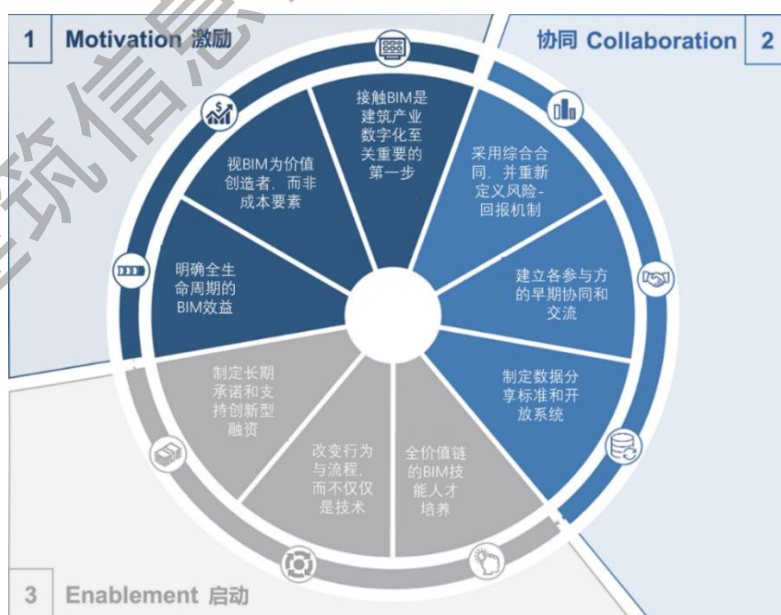 1 Motivation 激励
协同 Collaboration 2
接触BIM是
建筑产业
数字化至
关重要的
第一步
视BIM为价值
创造者，而非
成本要素
明确全生
命周期的
BIM效益
采用综合合
同，并重新
定义风险-
回报机制
建立各参与方
的早期协同和
交流
制定数据分
享标准和开
放系统
全价值链
的BIM技
能人才
培养
改变行为
与流程，
而不仅仅
是技术
制定长期
承诺和支
持创新型
融资
3 Enablement 启动
筑信息